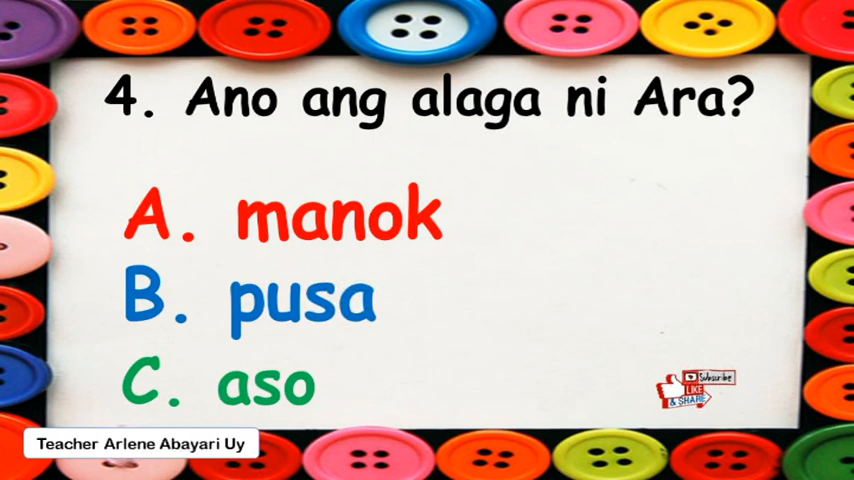 4. Ano ang alaga ni Ara?
A. manok
B. pusa
C. aso
Subscribe
LIKE
& SHARE
Teacher Arlene Abayari Uy